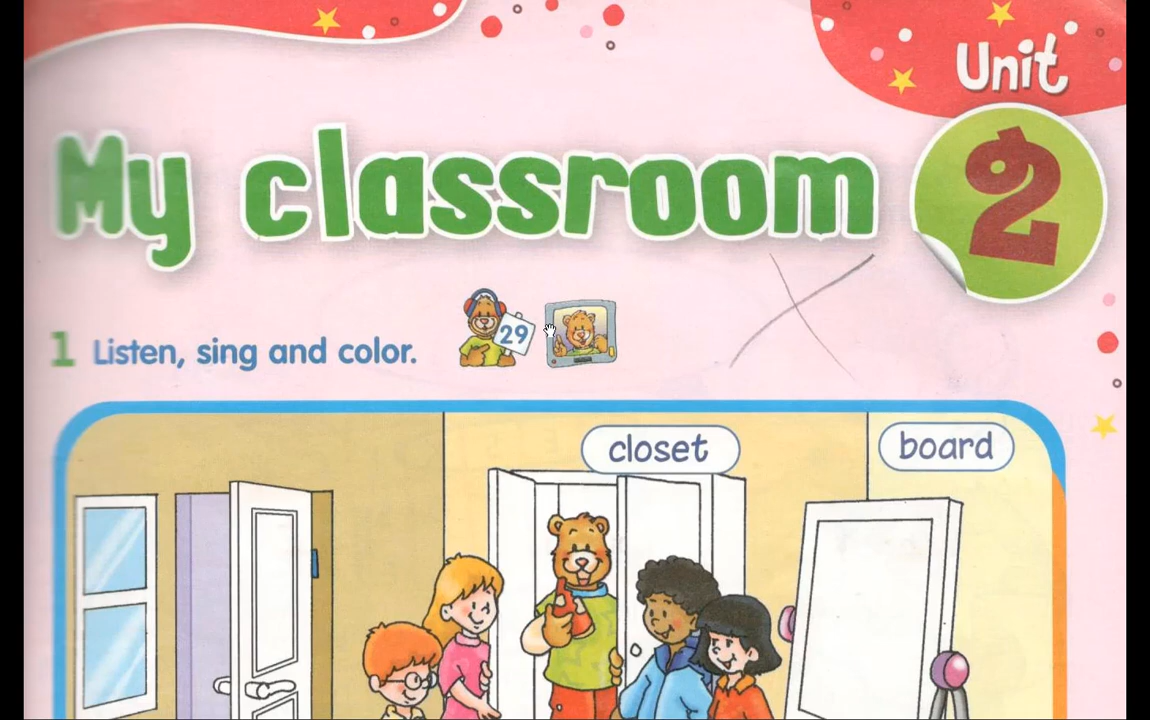 Unit
My classroom
2
1 Listen, sing and color.
29
closet
board